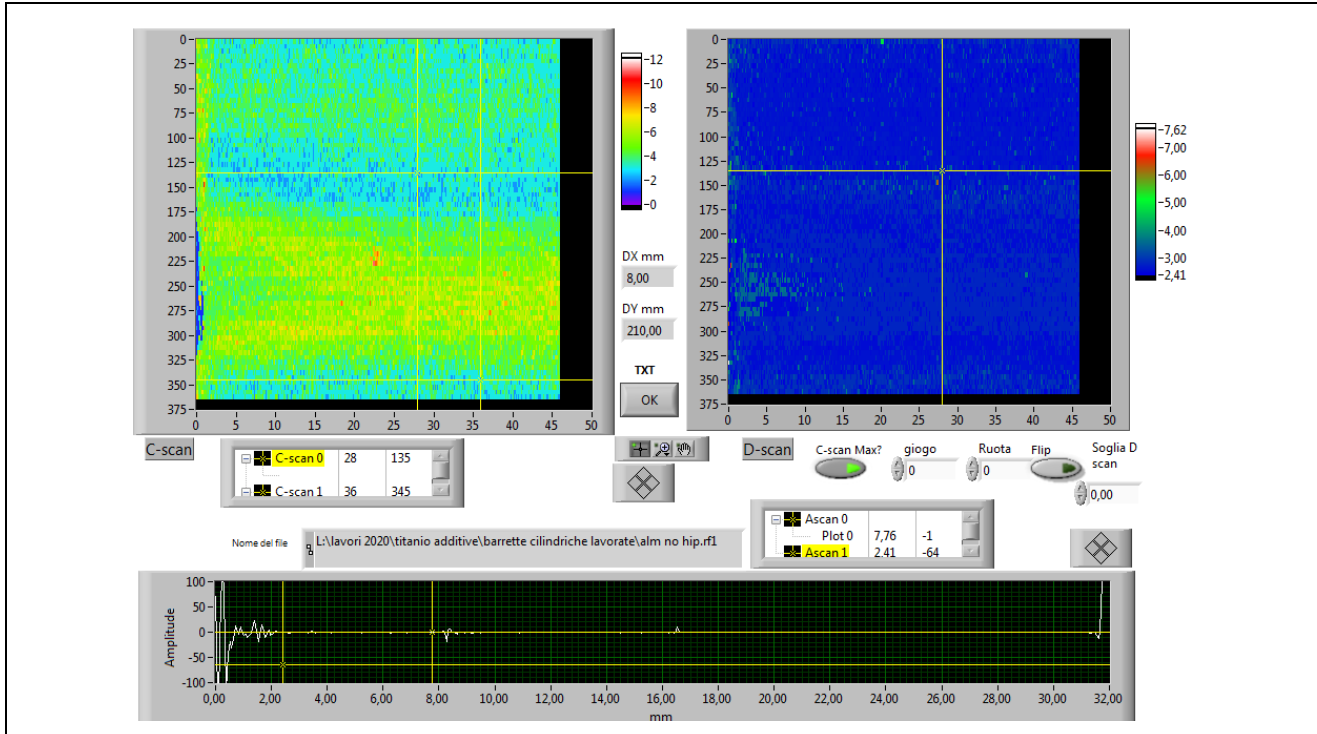 0 25 50 75 100 125 150 175 200 225 250 275 300 325 350 375
0 5 10 15 20 25 30 35 40 45 50
12 10 8 6 4 2 0
DX mm
8,00
DY mm
210,00
TXT
OK
0 25 50 75 100 125 150 175 200 225 250 275 300 325 350 375
0 5 10 15 20 25 30 35 40 45 50
7,62
7,00
6,00
5,00
4,00
3,00
2,41
C-scan
C-scan 0 28 135
C-scan 1 36 345
D-scan
C-scan Max?
giogo
0
Ruota
0
Flip
Soglia D
scan
0,00
Ascan 0
Plot 0 7,76 -1
Ascan 1 2,41 -64
Nome del file
L:\lavori 2020\titanio additive\barrette cilindriche lavorate\alm no hip.rf1
Amplitude
100
50
0
-50
-100
0,00 2,00 4,00 6,00 8,00 10,00 12,00 14,00 16,00 18,00 20,00 22,00 24,00 26,00 28,00 30,00 32,00
mm